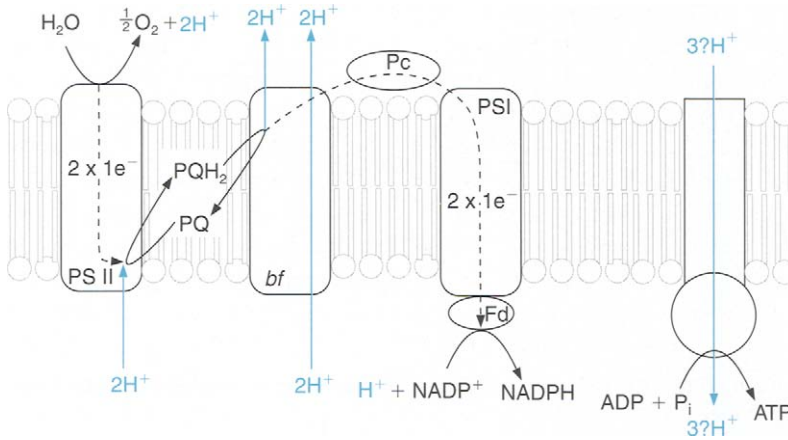 H₂O
½O₂ + 2H⁺
2H⁺ 2H⁺
Pc
3?H⁺
PSI
2 x 1e⁻
PQH₂
PQ
2 x 1e⁻
PS II
bf
Fd
2H⁺
2H⁺
H⁺ + NADP⁺
NADPH
ADP + Pᵢ
3?H⁺
ATP